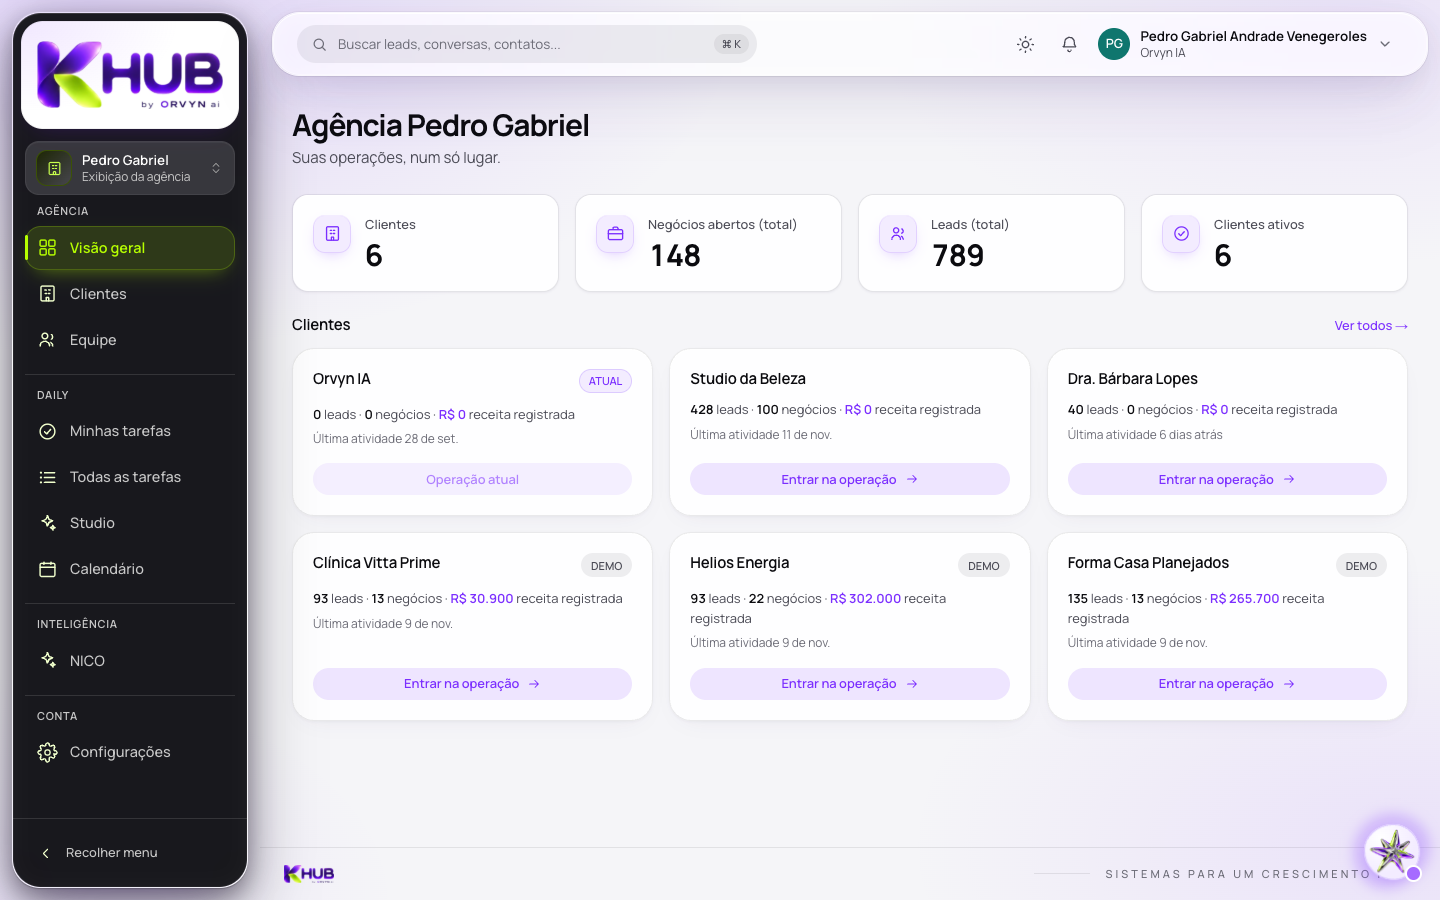 KHUB
by ORVYN ai
Pedro Gabriel
Exibição da agência
AGÊNCIA
Visão geral
Clientes
Equipe
DAILY
Minhas tarefas
Todas as tarefas
Studio
Calendário
INTELIGÊNCIA
NICO
CONTA
Configurações
Recolher menu
Buscar leads, conversas, contatos...
⌘ K
PG
Pedro Gabriel Andrade Venegeroles
Orvyn IA
Agência Pedro Gabriel
Suas operações, num só lugar.
Clientes
6
Negócios abertos (total)
148
Leads (total)
789
Clientes ativos
6
Clientes
Ver todos →
Orvyn IA
ATUAL
0 leads · 0 negócios · R$ 0 receita registrada
Última atividade 28 de set.
Operação atual
Studio da Beleza
428 leads · 100 negócios · R$ 0 receita registrada
Última atividade 11 de nov.
Entrar na operação →
Dra. Bárbara Lopes
40 leads · 0 negócios · R$ 0 receita registrada
Última atividade 6 dias atrás
Entrar na operação →
Clínica Vitta Prime
DEMO
93 leads · 13 negócios · R$ 30.900 receita registrada
Última atividade 9 de nov.
Entrar na operação →
Helios Energia
DEMO
93 leads · 22 negócios · R$ 302.000 receita
registrada
Última atividade 9 de nov.
Entrar na operação →
Forma Casa Planejados
DEMO
135 leads · 13 negócios · R$ 265.700 receita
registrada
Última atividade 9 de nov.
Entrar na operação →
KHUB
SISTEMAS PARA UM CRESCIMENTO